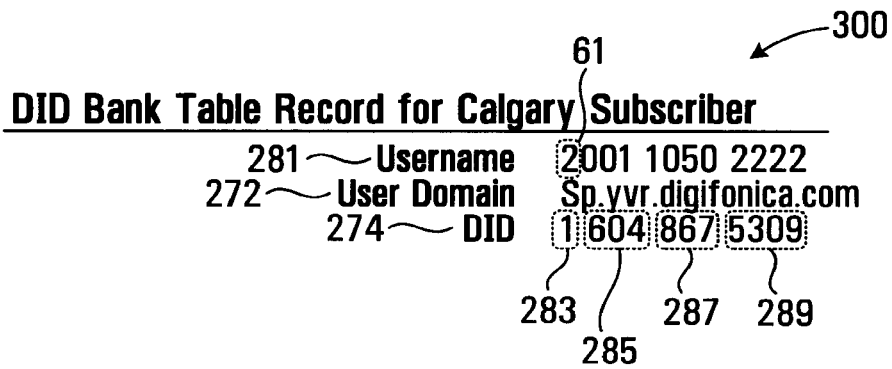 300
61
DID Bank Table Record for Calgary Subscriber
281 Username 2001 1050 2222
272 User Domain Sp.yvr.digifonica.com
274 DID 1 604 867 5309
283 287 289
285